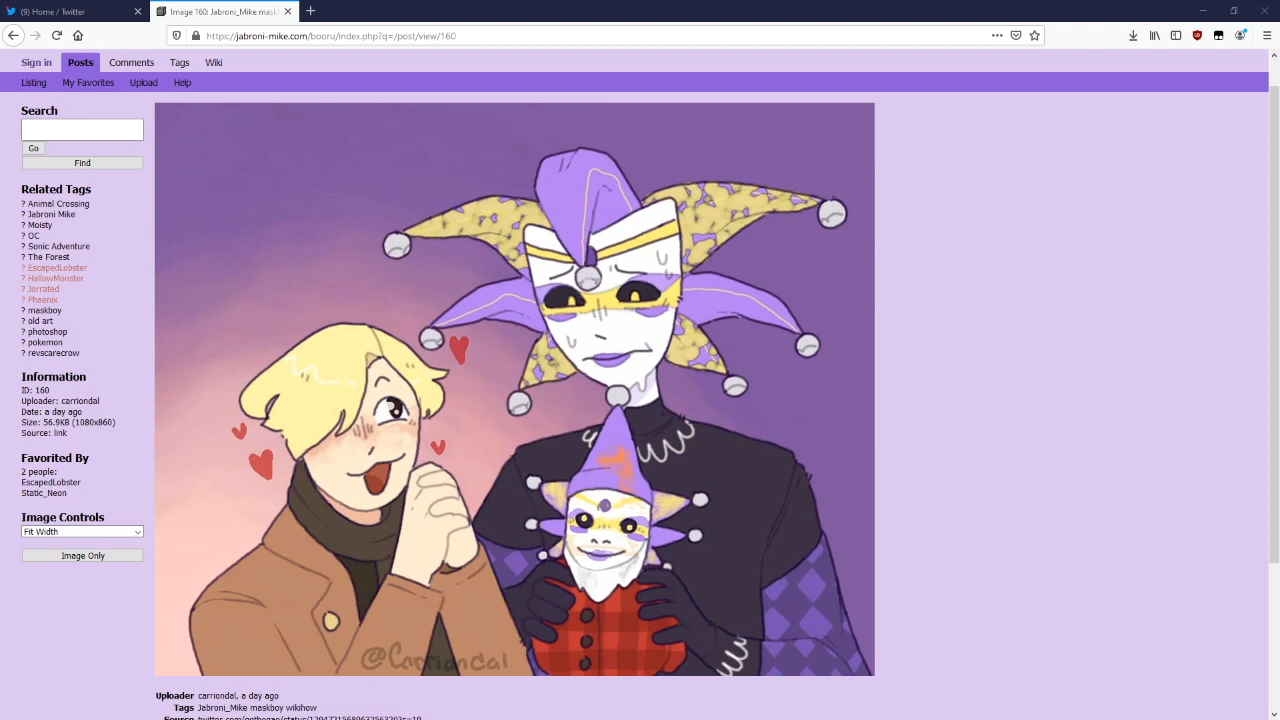 (9) Home / Twitter
Image 160: Jabroni_Mike mask
https://jabroni-mike.com/booru/index.php?q=/post/view/160
Sign in Posts Comments Tags Wiki
Listing My Favorites Upload Help
Search
Go
Find
Related Tags
? Animal Crossing
? Jabroni Mike
? Moisty
? OC
? Sonic Adventure
? The Forest
? EscapedLobster
? HallowMonster
? Jorrated
? Phaenix
? maskboy
? old art
? photoshop
? pokemon
? revscarecrow
Information
ID: 160
Uploader: carriondal
Date: a day ago
Size: 56.9KB (1080x860)
Source: link
Favorited By
2 people:
EscapedLobster
Static_Neon
Image Controls
Fit Width
Image Only
@Carriondal
Uploader carriondal, a day ago
Tags Jabroni_Mike maskboy wikihow